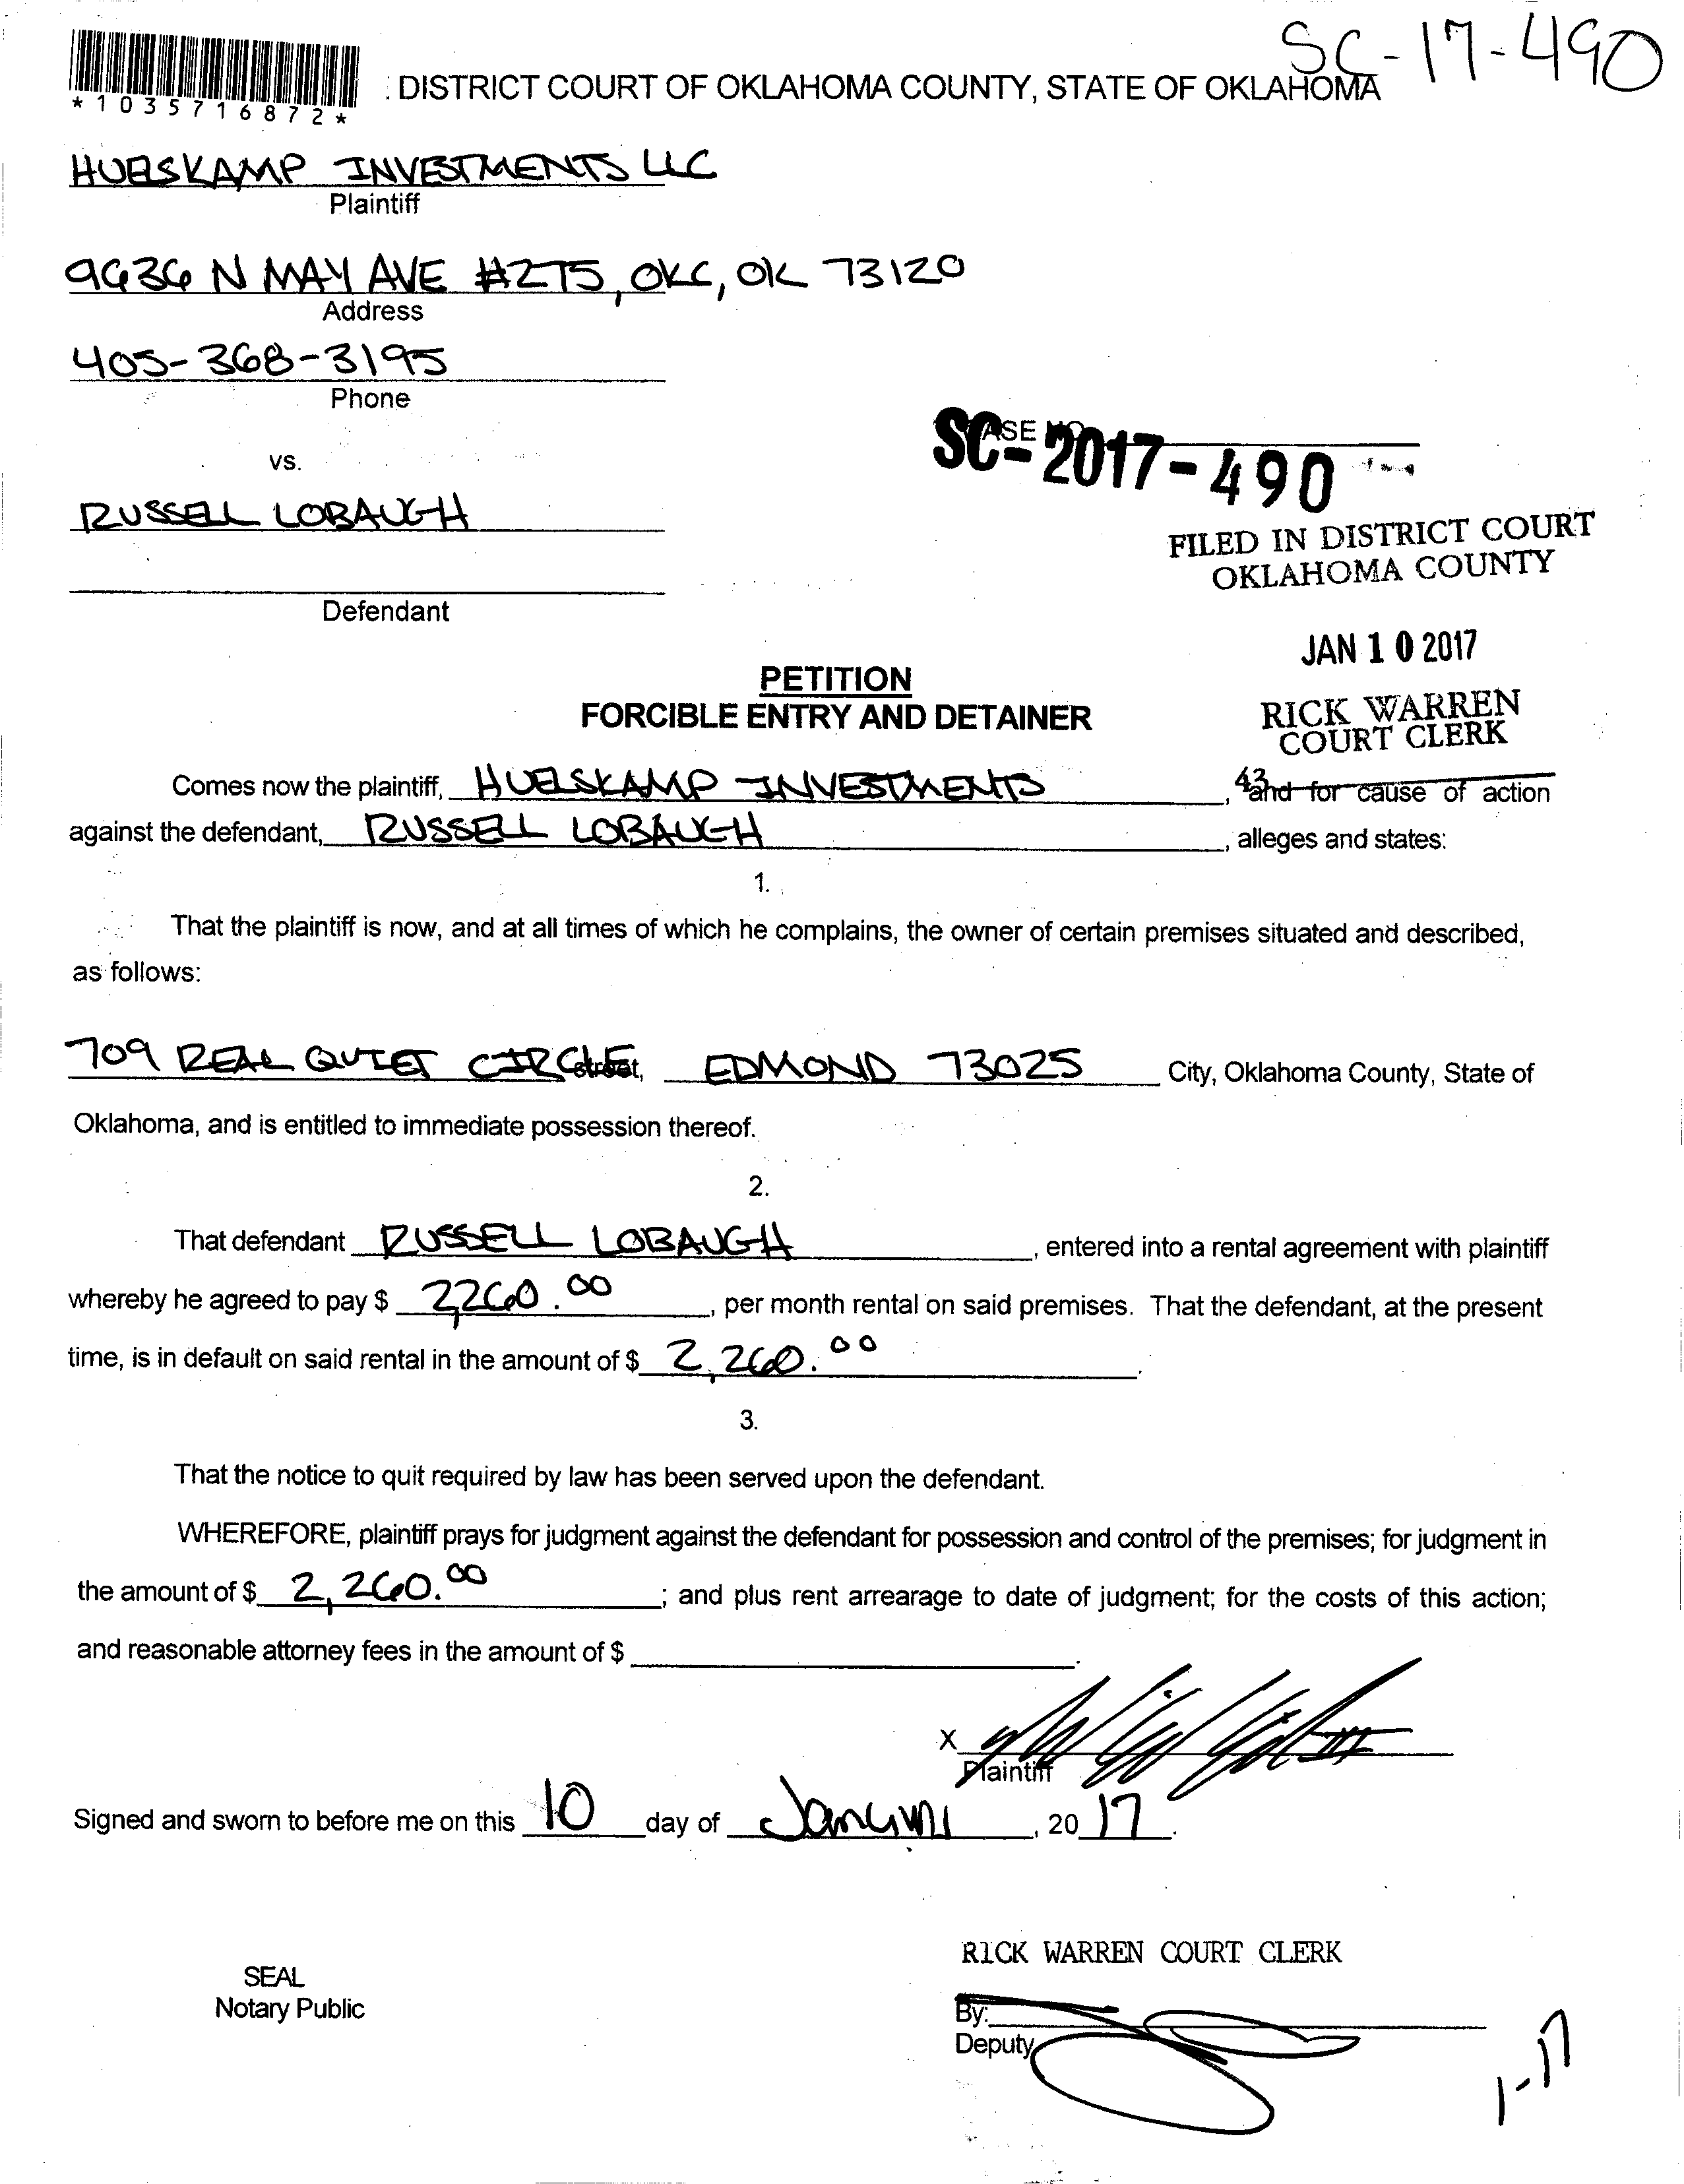 SC-17-490
*1035716872*
: DISTRICT COURT OF OKLAHOMA COUNTY, STATE OF OKLAHOMA
HUELSKAMP INVESTMENTS LLC
Plaintiff
9636 N MAY AVE #275, OKC, OK 73120
Address
405-368-3195
Phone
CASE NO.
SC-2017-490
vs.
RUSSELL LOBAUGH
FILED IN DISTRICT COURT
OKLAHOMA COUNTY
Defendant
JAN 10 2017
PETITION
FORCIBLE ENTRY AND DETAINER
RICK WARREN
COURT CLERK
43
Comes now the plaintiff, HUELSKAMP INVESTMENTS, and for cause of action
against the defendant, RUSSELL LOBAUGH, alleges and states:
1.
That the plaintiff is now, and at all times of which he complains, the owner of certain premises situated and described,
as follows:
709 REAL QUIET CIRCLE street, EDMOND 73025 City, Oklahoma County, State of
Oklahoma, and is entitled to immediate possession thereof.
2.
That defendant RUSSELL LOBAUGH, entered into a rental agreement with plaintiff
whereby he agreed to pay $ 2,260.00, per month rental on said premises. That the defendant, at the present
time, is in default on said rental in the amount of $ 2,260.00.
3.
That the notice to quit required by law has been served upon the defendant.
WHEREFORE, plaintiff prays for judgment against the defendant for possession and control of the premises; for judgment in
the amount of $ 2,260.00; and plus rent arrearage to date of judgment; for the costs of this action;
and reasonable attorney fees in the amount of $ .
X
Plaintiff
Signed and sworn to before me on this 10 day of January, 2017.
RICK WARREN COURT CLERK
SEAL
Notary Public
By:
Deputy
1-17